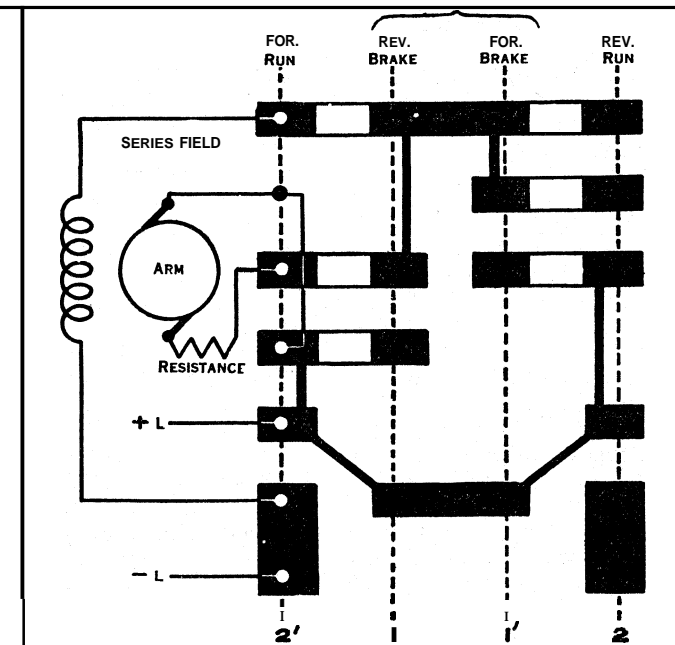 FOR. REV. FOR. REV.
RUN BRAKE BRAKE RUN
SERIES FIELD
ARM
RESISTANCE
+ L
− L
I I
2' 1 1' 2